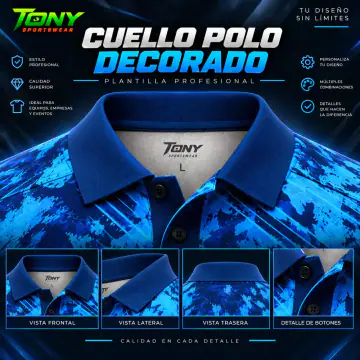 TONY
SPORTSWEAR
TU DISEÑO
SIN LÍMITES
CUELLO POLO
DECORADO
PLANTILLA PROFESIONAL
ESTILO
PROFESIONAL
CALIDAD
SUPERIOR
IDEAL PARA
EQUIPOS, EMPRESAS
Y EVENTOS
PERSONALIZA
TU DISEÑO
MÚLTIPLES
COMBINACIONES
DETALLES
QUE HACEN
LA DIFERENCIA
TONY
SPORTSWEAR
L
TONY
VISTA FRONTAL
VISTA LATERAL
VISTA TRASERA
DETALLE DE BOTONES
CALIDAD EN CADA DETALLE